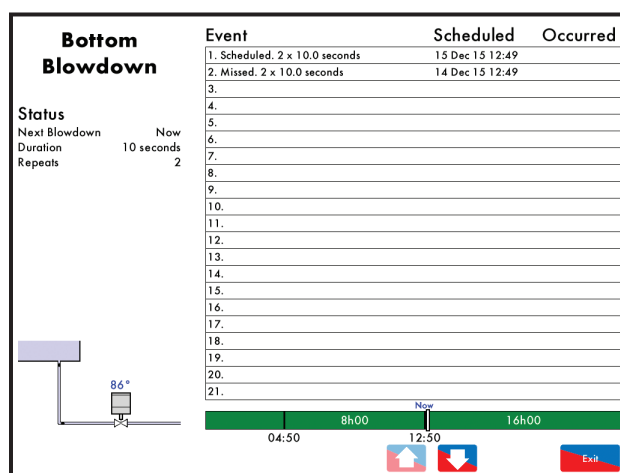 Bottom
Blowdown
Status
Next Blowdown Now
Duration 10 seconds
Repeats 2
86°
Event Scheduled Occurred
1. Scheduled. 2 x 10.0 seconds 15 Dec 15 12:49
2. Missed. 2 x 10.0 seconds 14 Dec 15 12:49
3.
4.
5.
6.
7.
8.
9.
10.
11.
12.
13.
14.
15.
16.
17.
18.
19.
20.
21.
Now
8h00 16h00
04:50 12:50
Exit